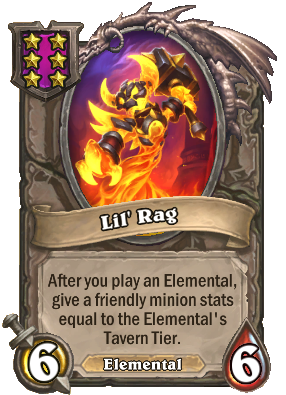 Lil' Rag
After you play an Elemental,
give a friendly minion stats
equal to the Elemental's
Tavern Tier.
Elemental
6 6